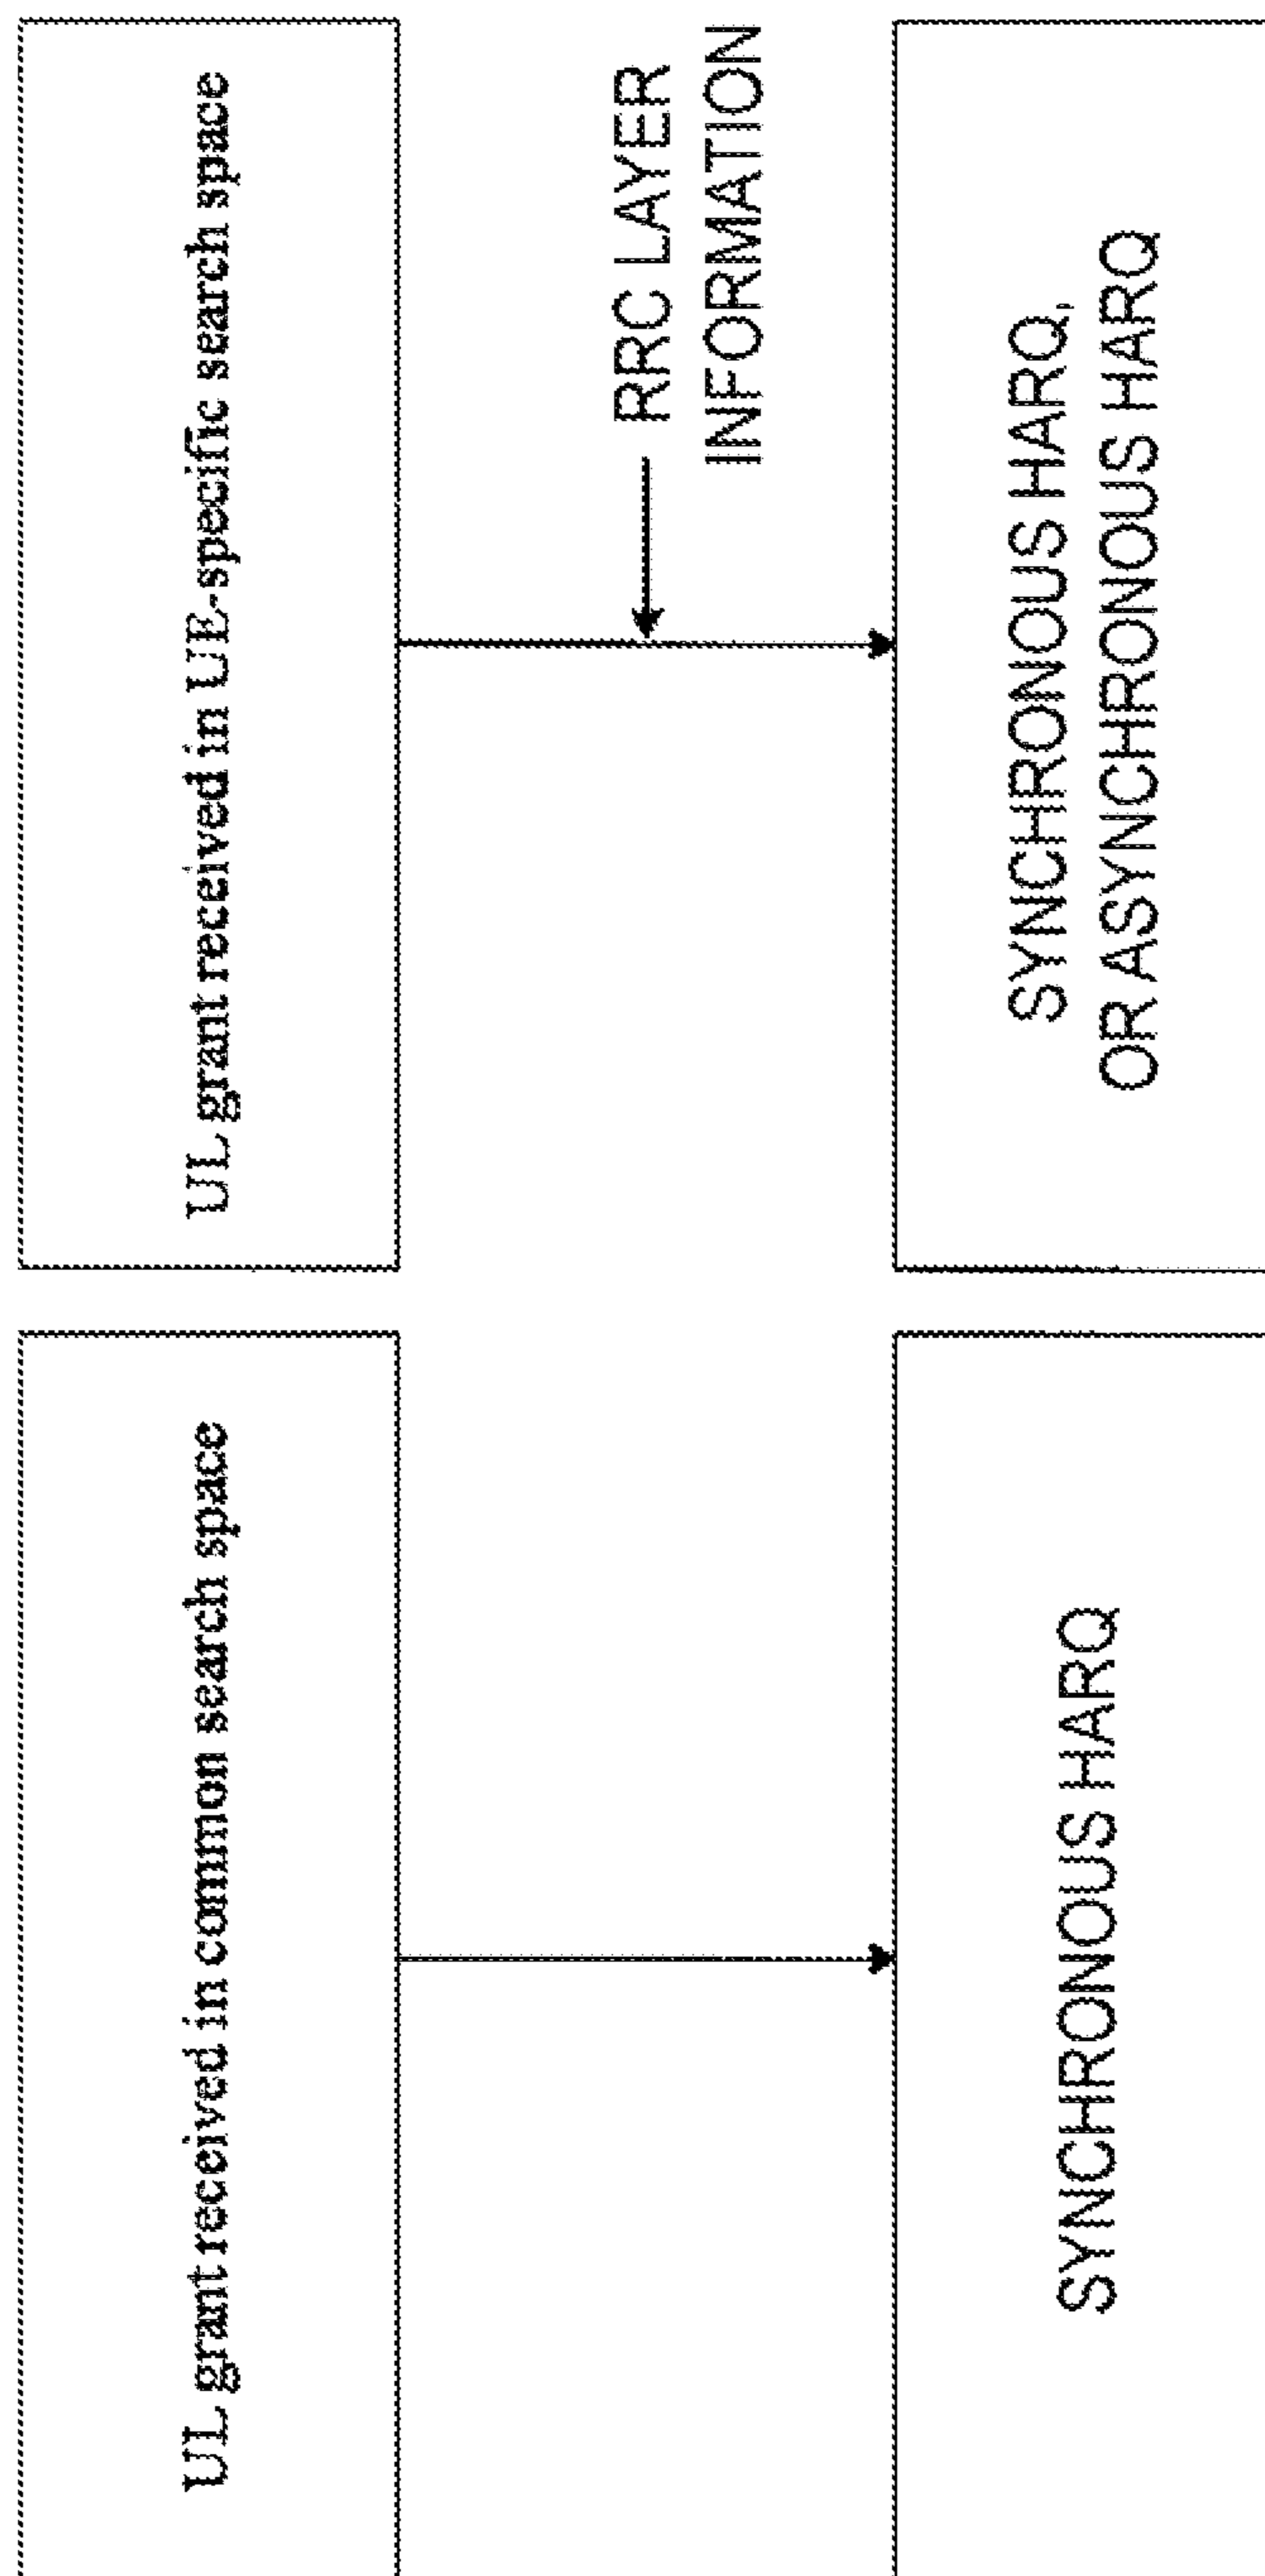 UL grant received in common search space
SYNCHRONOUS HARQ
UL grant received in UE-specific search space
RRC LAYER
INFORMATION
SYNCHRONOUS HARQ,
OR ASYNCHRONOUS HARQ